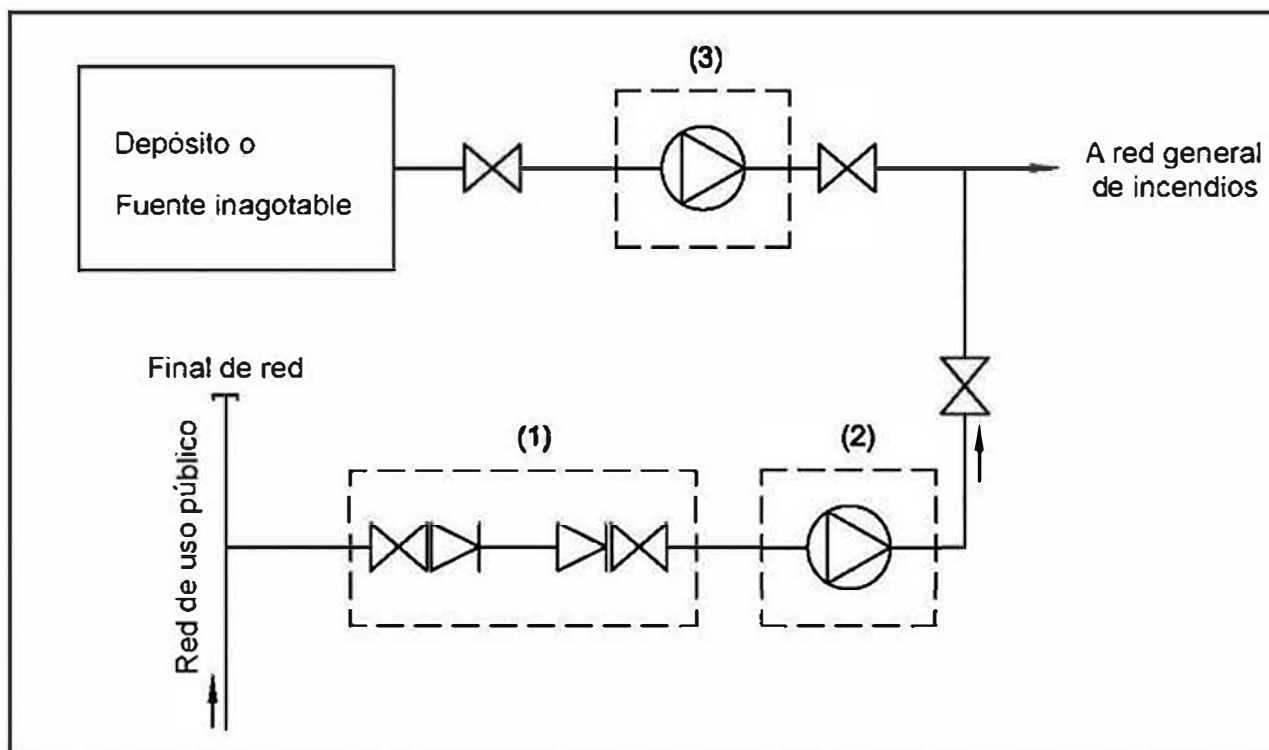 (3)
Depósito o
Fuente inagotable
A red general
de incendios
Final de red
(1)
(2)
Red de uso público